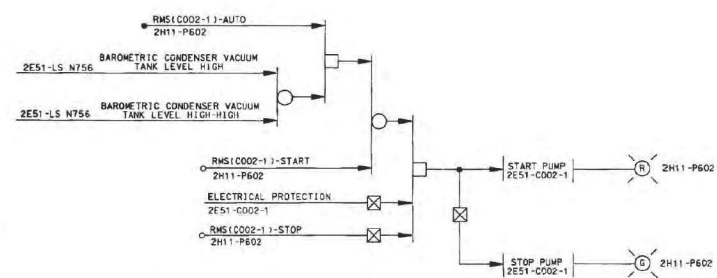 RMS(C002-1)-AUTO
2H11-P602
BAROMETRIC CONDENSER VACUUM
2E51-LS N756 TANK LEVEL HIGH
BAROMETRIC CONDENSER VACUUM
2E51-LS N756 TANK LEVEL HIGH-HIGH
RMS(C002-1)-START
2H11-P602
START PUMP R 2H11-P602
2E51-C002-1
ELECTRICAL PROTECTION
2E51-C002-1
RMS(C002-1)-STOP
2H11-P602
STOP PUMP G 2H11-P602
2E51-C002-1